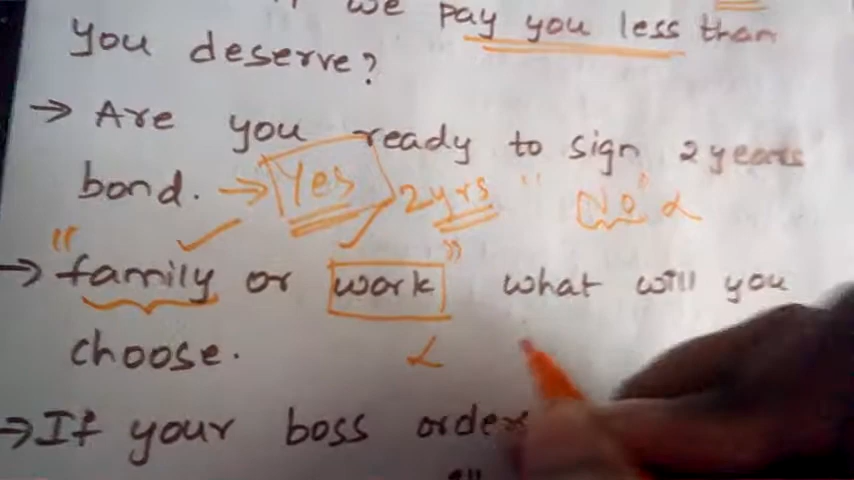 we pay you less than
you deserve?
→ Are you ready to sign 2 years
bond. → Yes 2yrs "No"
→ "family or work" what will you
choose.
→ If your boss order